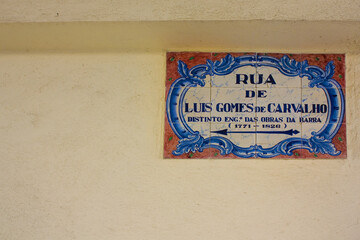 RUA
DE
LUIS GOMES DE CARVALHO
DISTINTO ENG.º DAS OBRAS DA BARRA
( 1771 - 1826 )